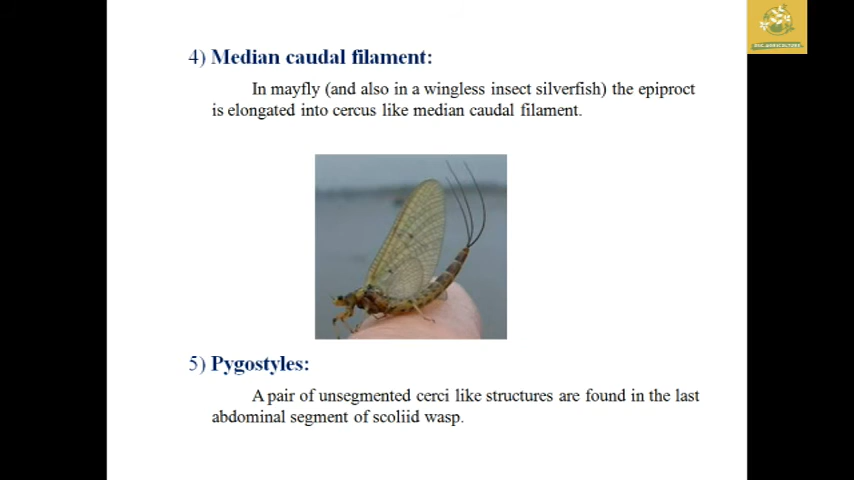 4) Median caudal filament:
In mayfly (and also in a wingless insect silverfish) the epiproct
is elongated into cercus like median caudal filament.
5) Pygostyles:
A pair of unsegmented cerci like structures are found in the last
abdominal segment of scoliid wasp.